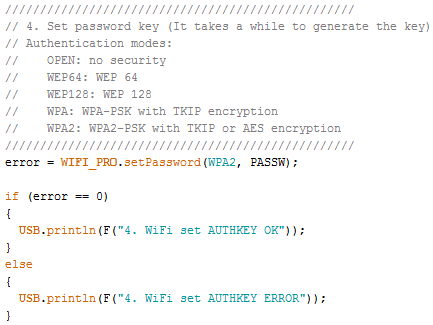 //////////////////////////////////////////////////
// 4. Set password key (It takes a while to generate the key)
// Authentication modes:
//    OPEN: no security
//    WEP64: WEP 64
//    WEP128: WEP 128
//    WPA: WPA-PSK with TKIP encryption
//    WPA2: WPA2-PSK with TKIP or AES encryption
//////////////////////////////////////////////////
error = WIFI_PRO.setPassword(WPA2, PASSW);
if (error == 0)
{
  USB.println(F("4. WiFi set AUTHKEY OK"));
}
else
{
  USB.println(F("4. WiFi set AUTHKEY ERROR"));
}